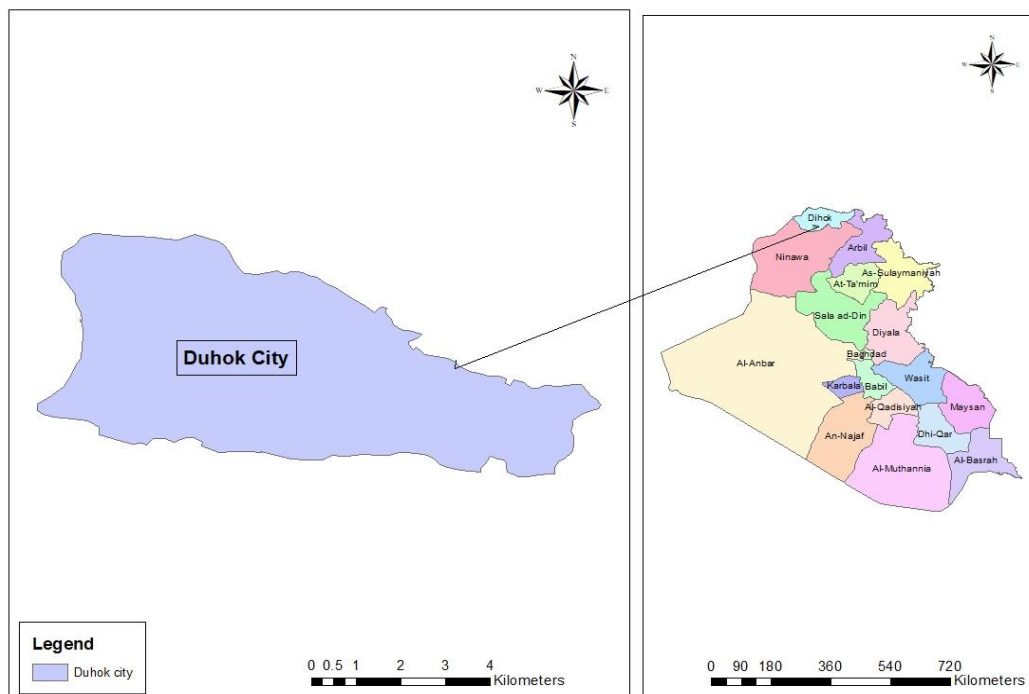 N
W
E
S
Duhok City
Legend
Duhok city
0 0.5 1 2 3 4
Kilometers
N
W
E
S
Dihok
Ninawa
Arbil
As-Sulaymaniyah
At-Ta'mim
Sala ad-Din
Diyala
Al-Anbar
Baghdad
Wasit
Karbala
Babil
Al-Qadisiyah
Maysan
An-Najaf
Dhi-Qar
Al-Basrah
Al-Muthannia
0 90 180 360 540 720
Kilometers